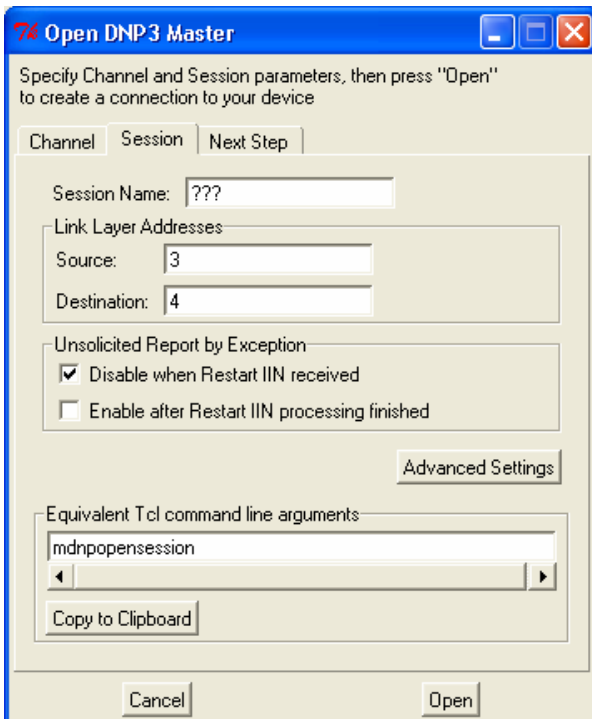 Open DNP3 Master
Specify Channel and Session parameters, then press "Open"
to create a connection to your device
Channel Session Next Step
Session Name: ???
Link Layer Addresses
Source: 3
Destination: 4
Unsolicited Report by Exception
Disable when Restart IIN received
Enable after Restart IIN processing finished
Advanced Settings
Equivalent Tcl command line arguments
mdnpopensession
Copy to Clipboard
Cancel Open